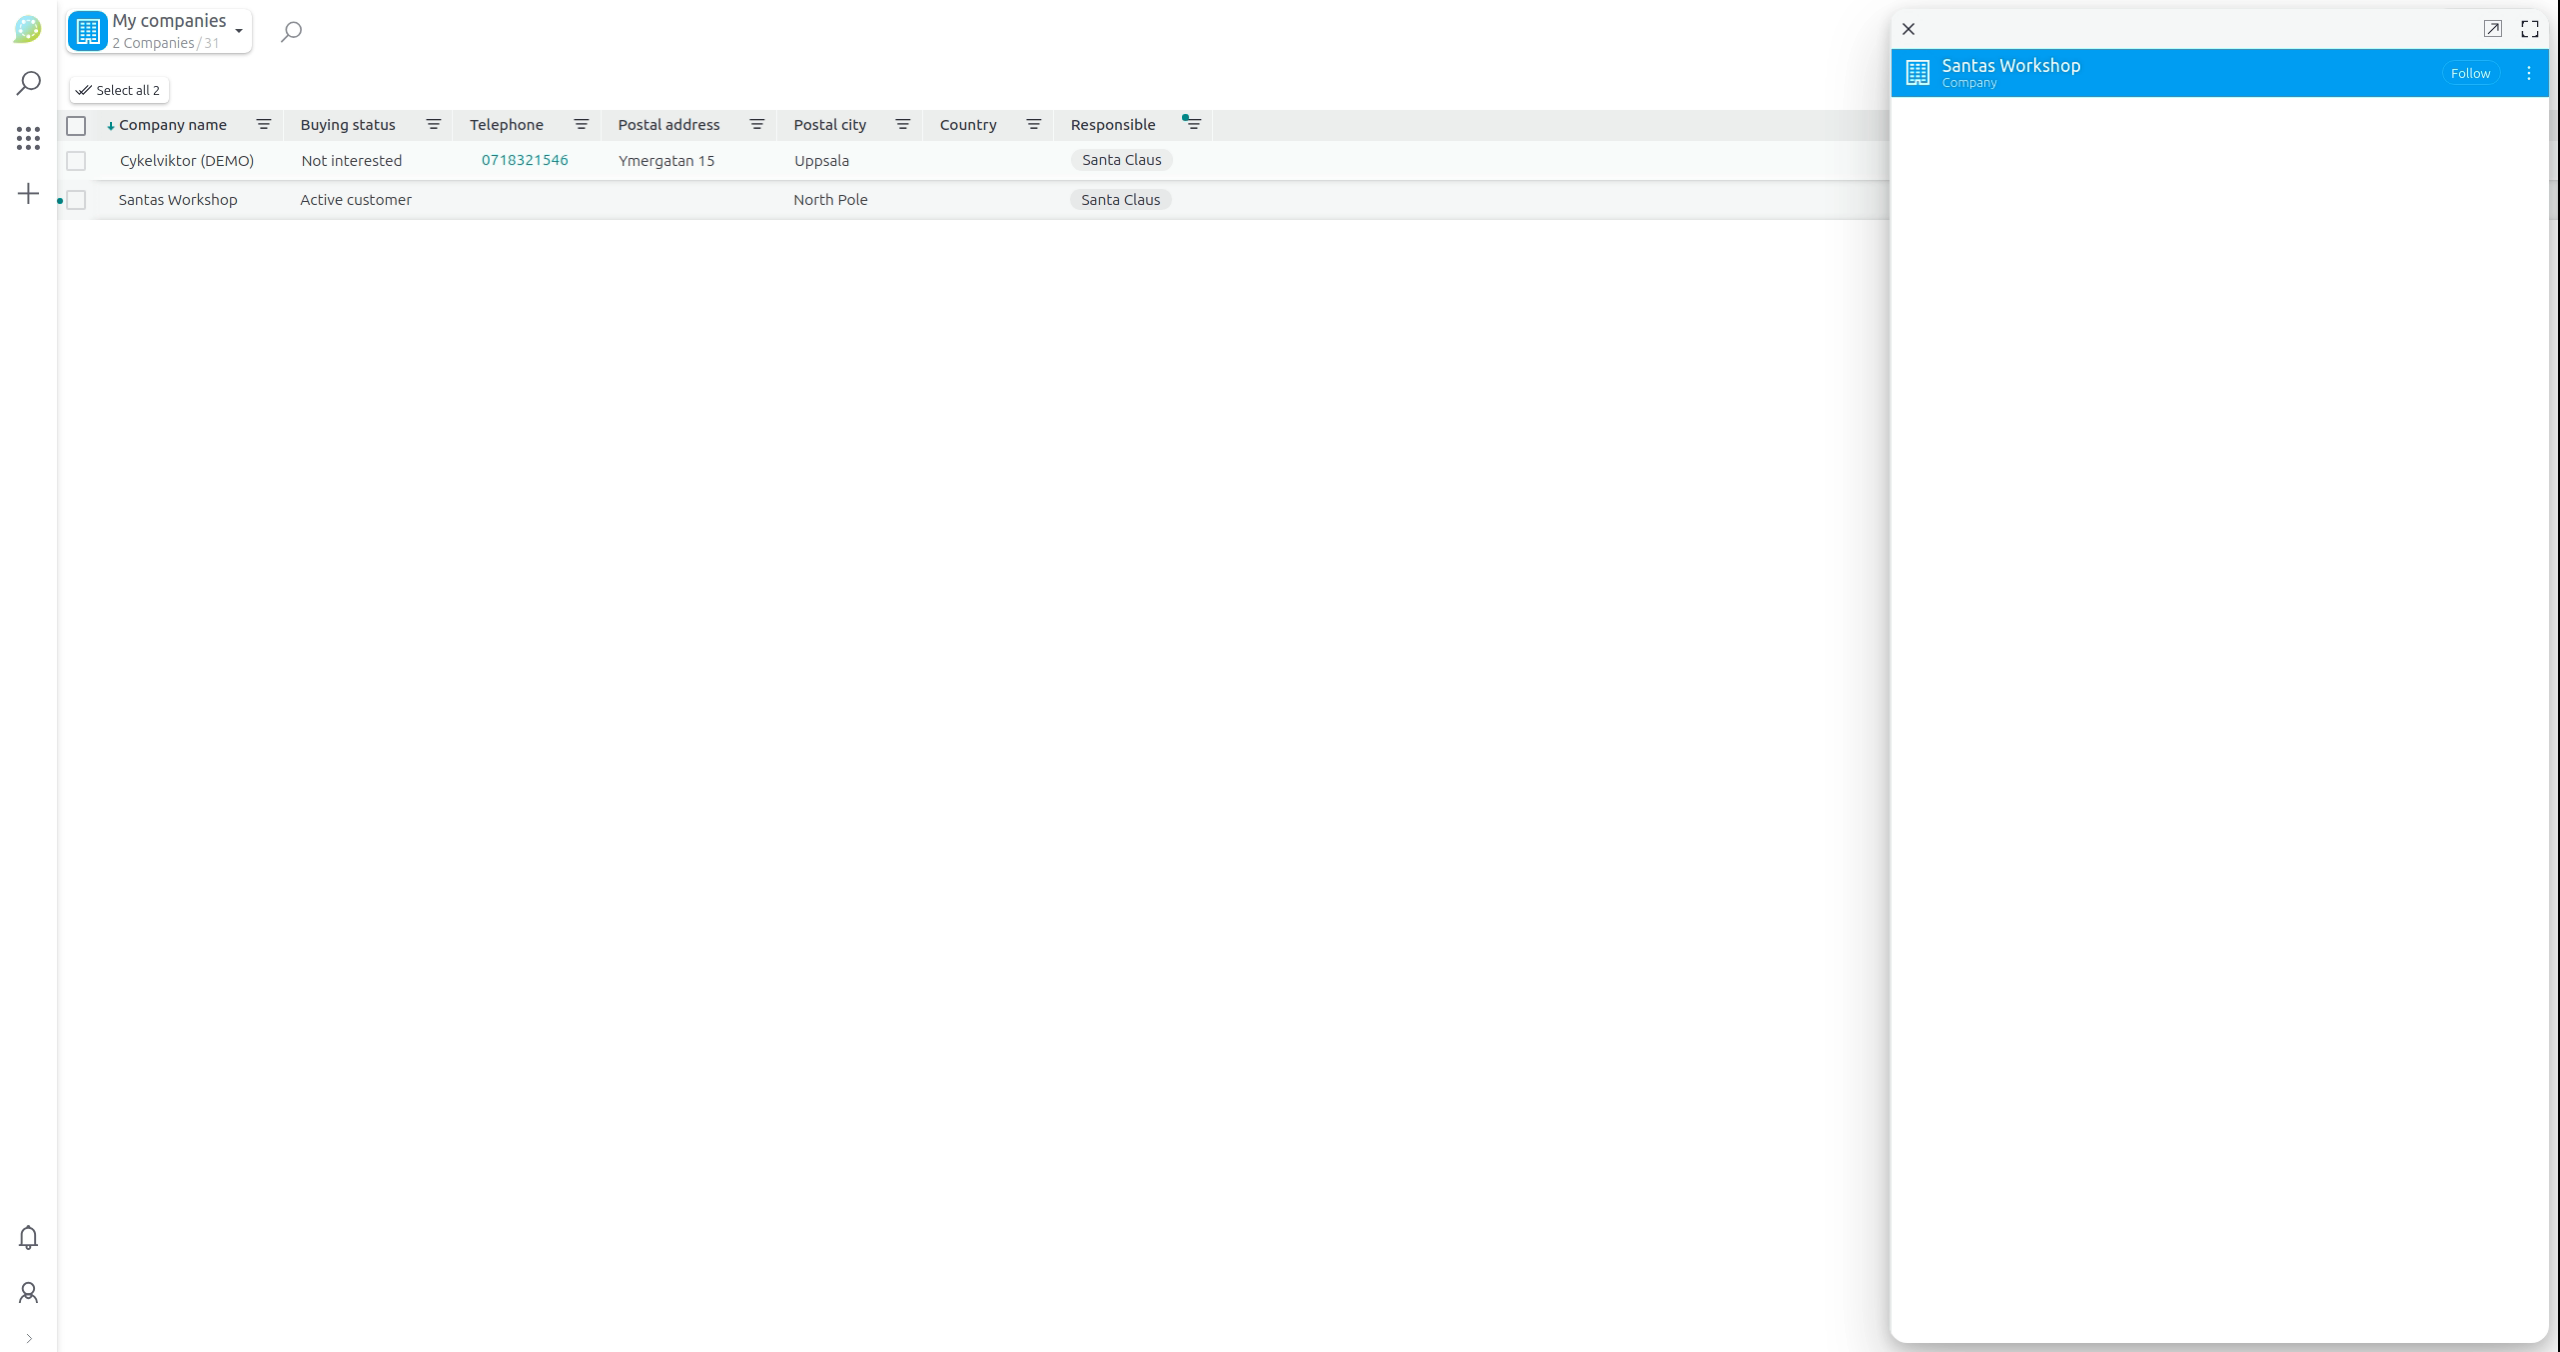 My companies
2 Companies / 31
Select all 2
Company name Buying status Telephone Postal address Postal city Country Responsible
Cykelviktor (DEMO) Not interested 0718321546 Ymergatan 15 Uppsala Santa Claus
Santas Workshop Active customer North Pole Santa Claus
Santas Workshop
Company
Follow